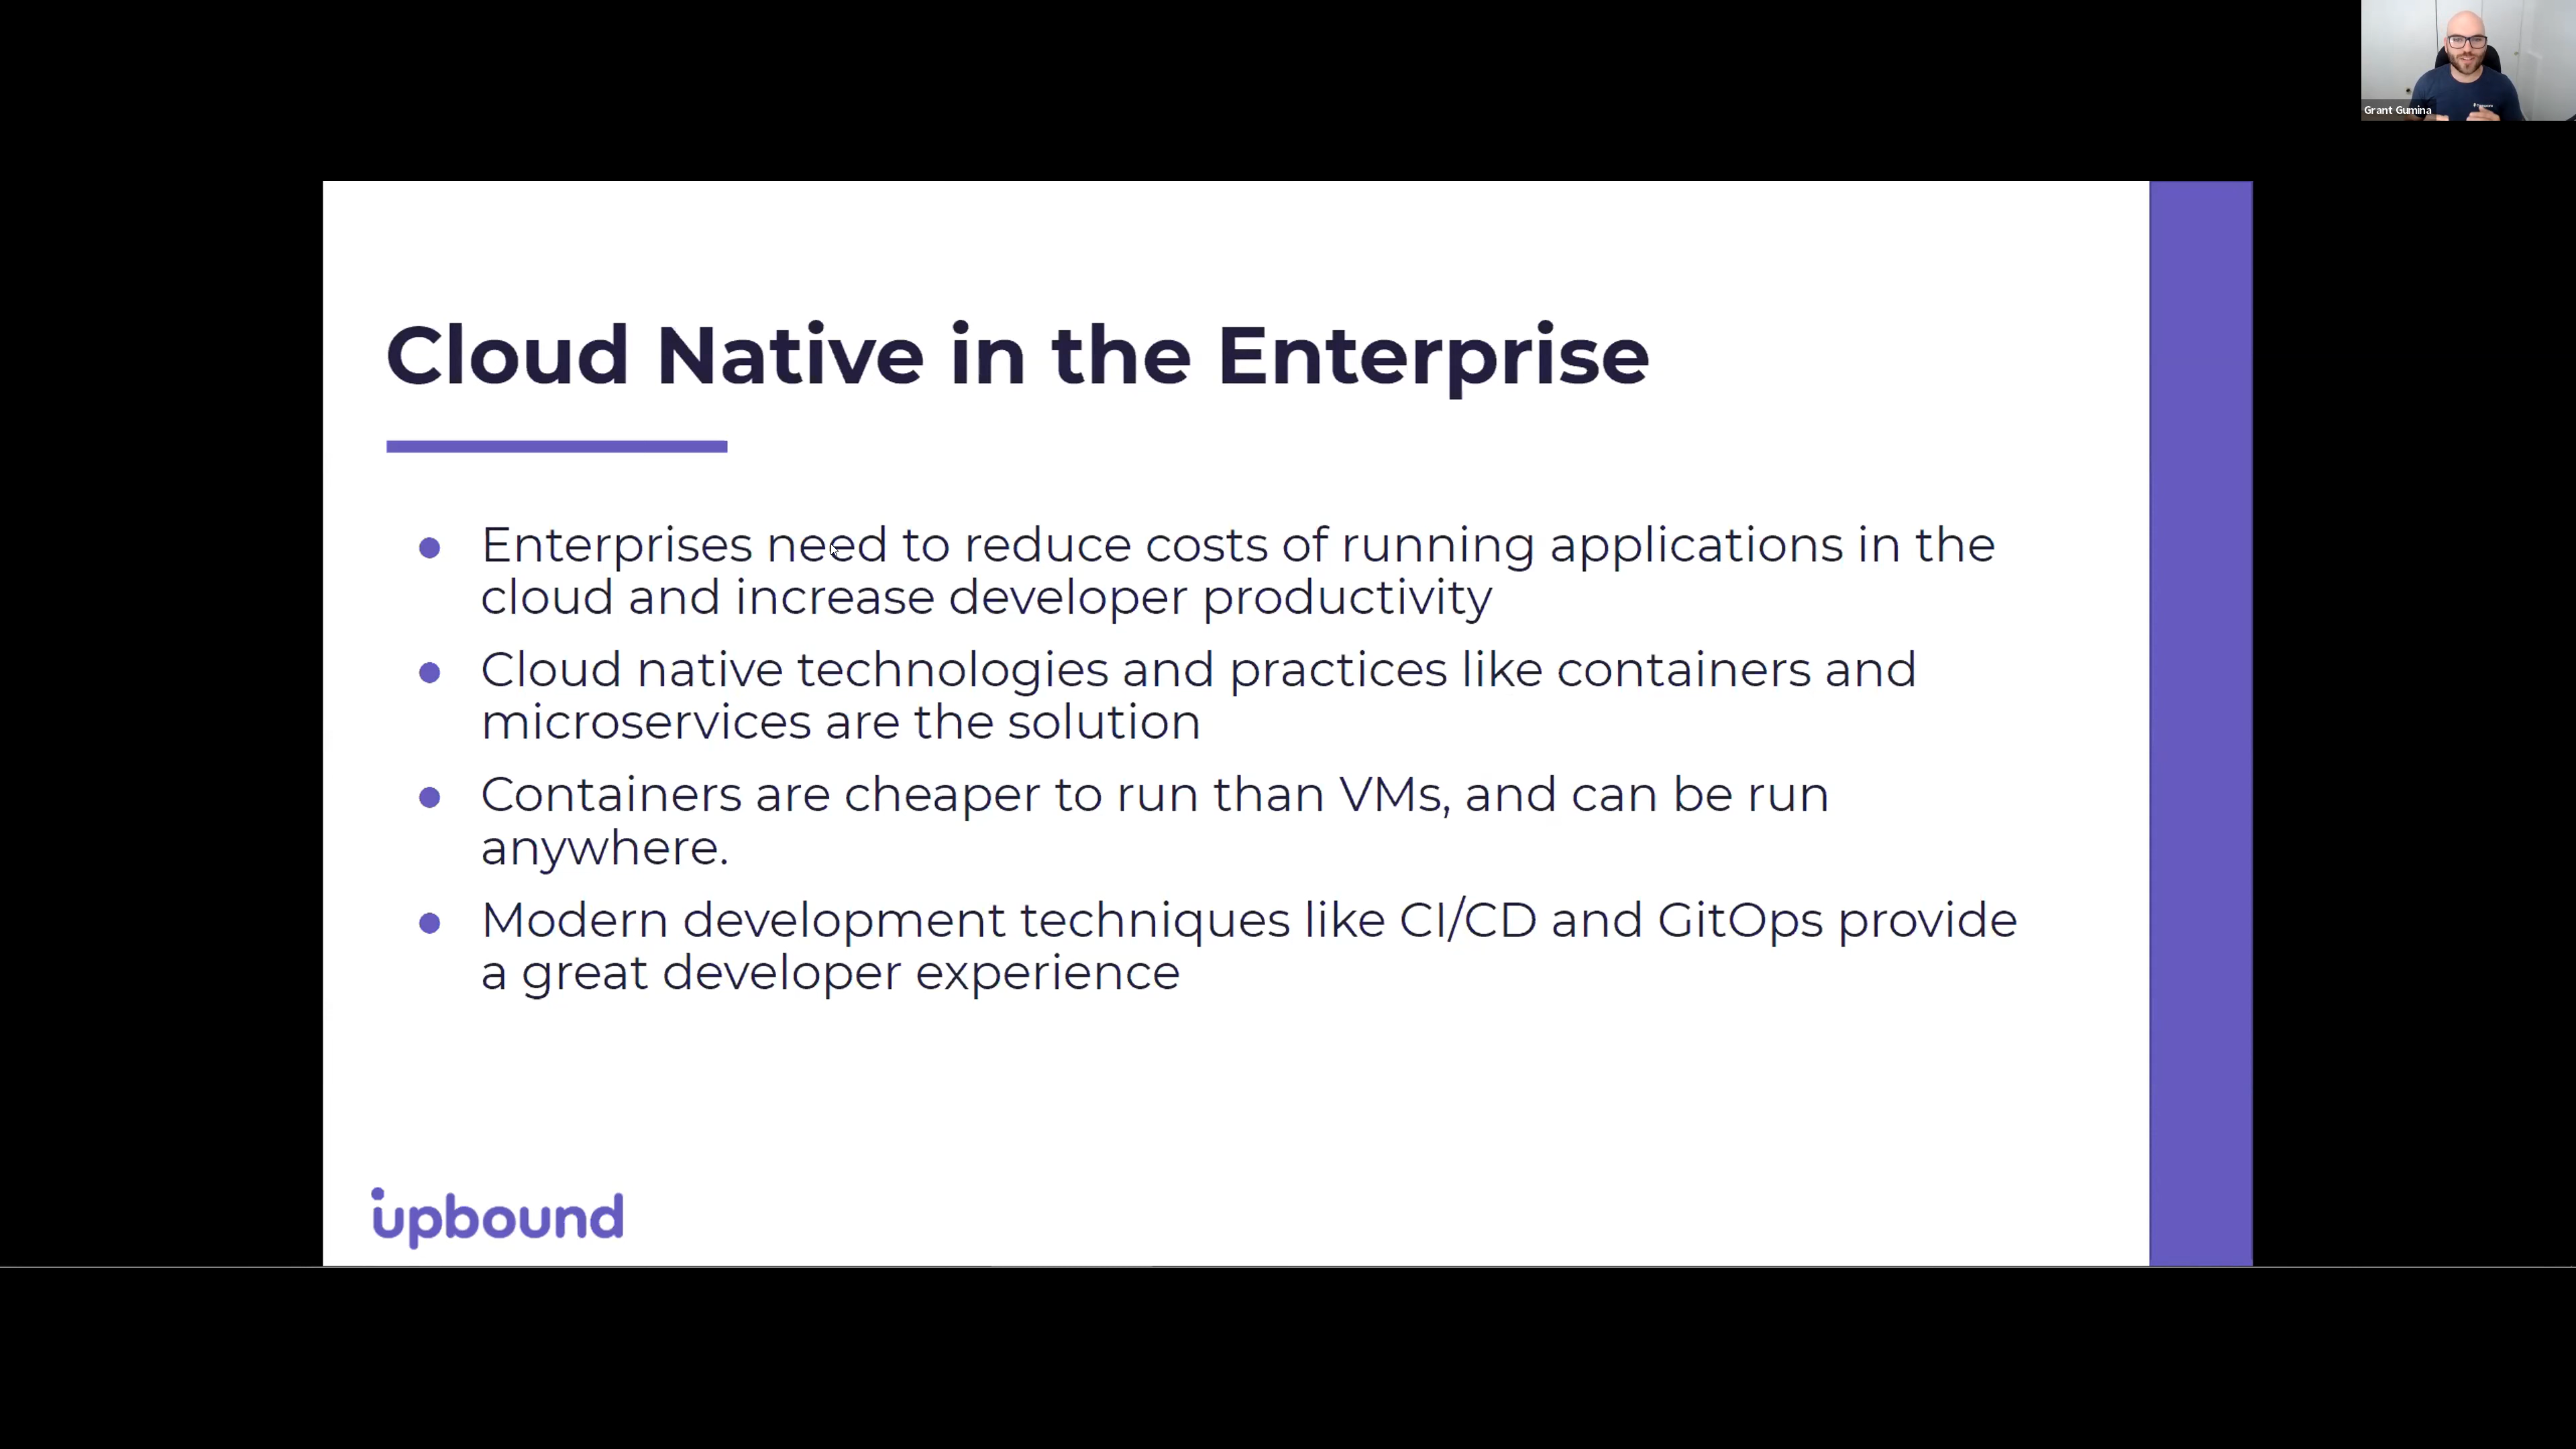 Grant Gumina
Cloud Native in the Enterprise
Enterprises need to reduce costs of running applications in the
cloud and increase developer productivity
Cloud native technologies and practices like containers and
microservices are the solution
Containers are cheaper to run than VMs, and can be run
anywhere.
Modern development techniques like CI/CD and GitOps provide
a great developer experience
upbound